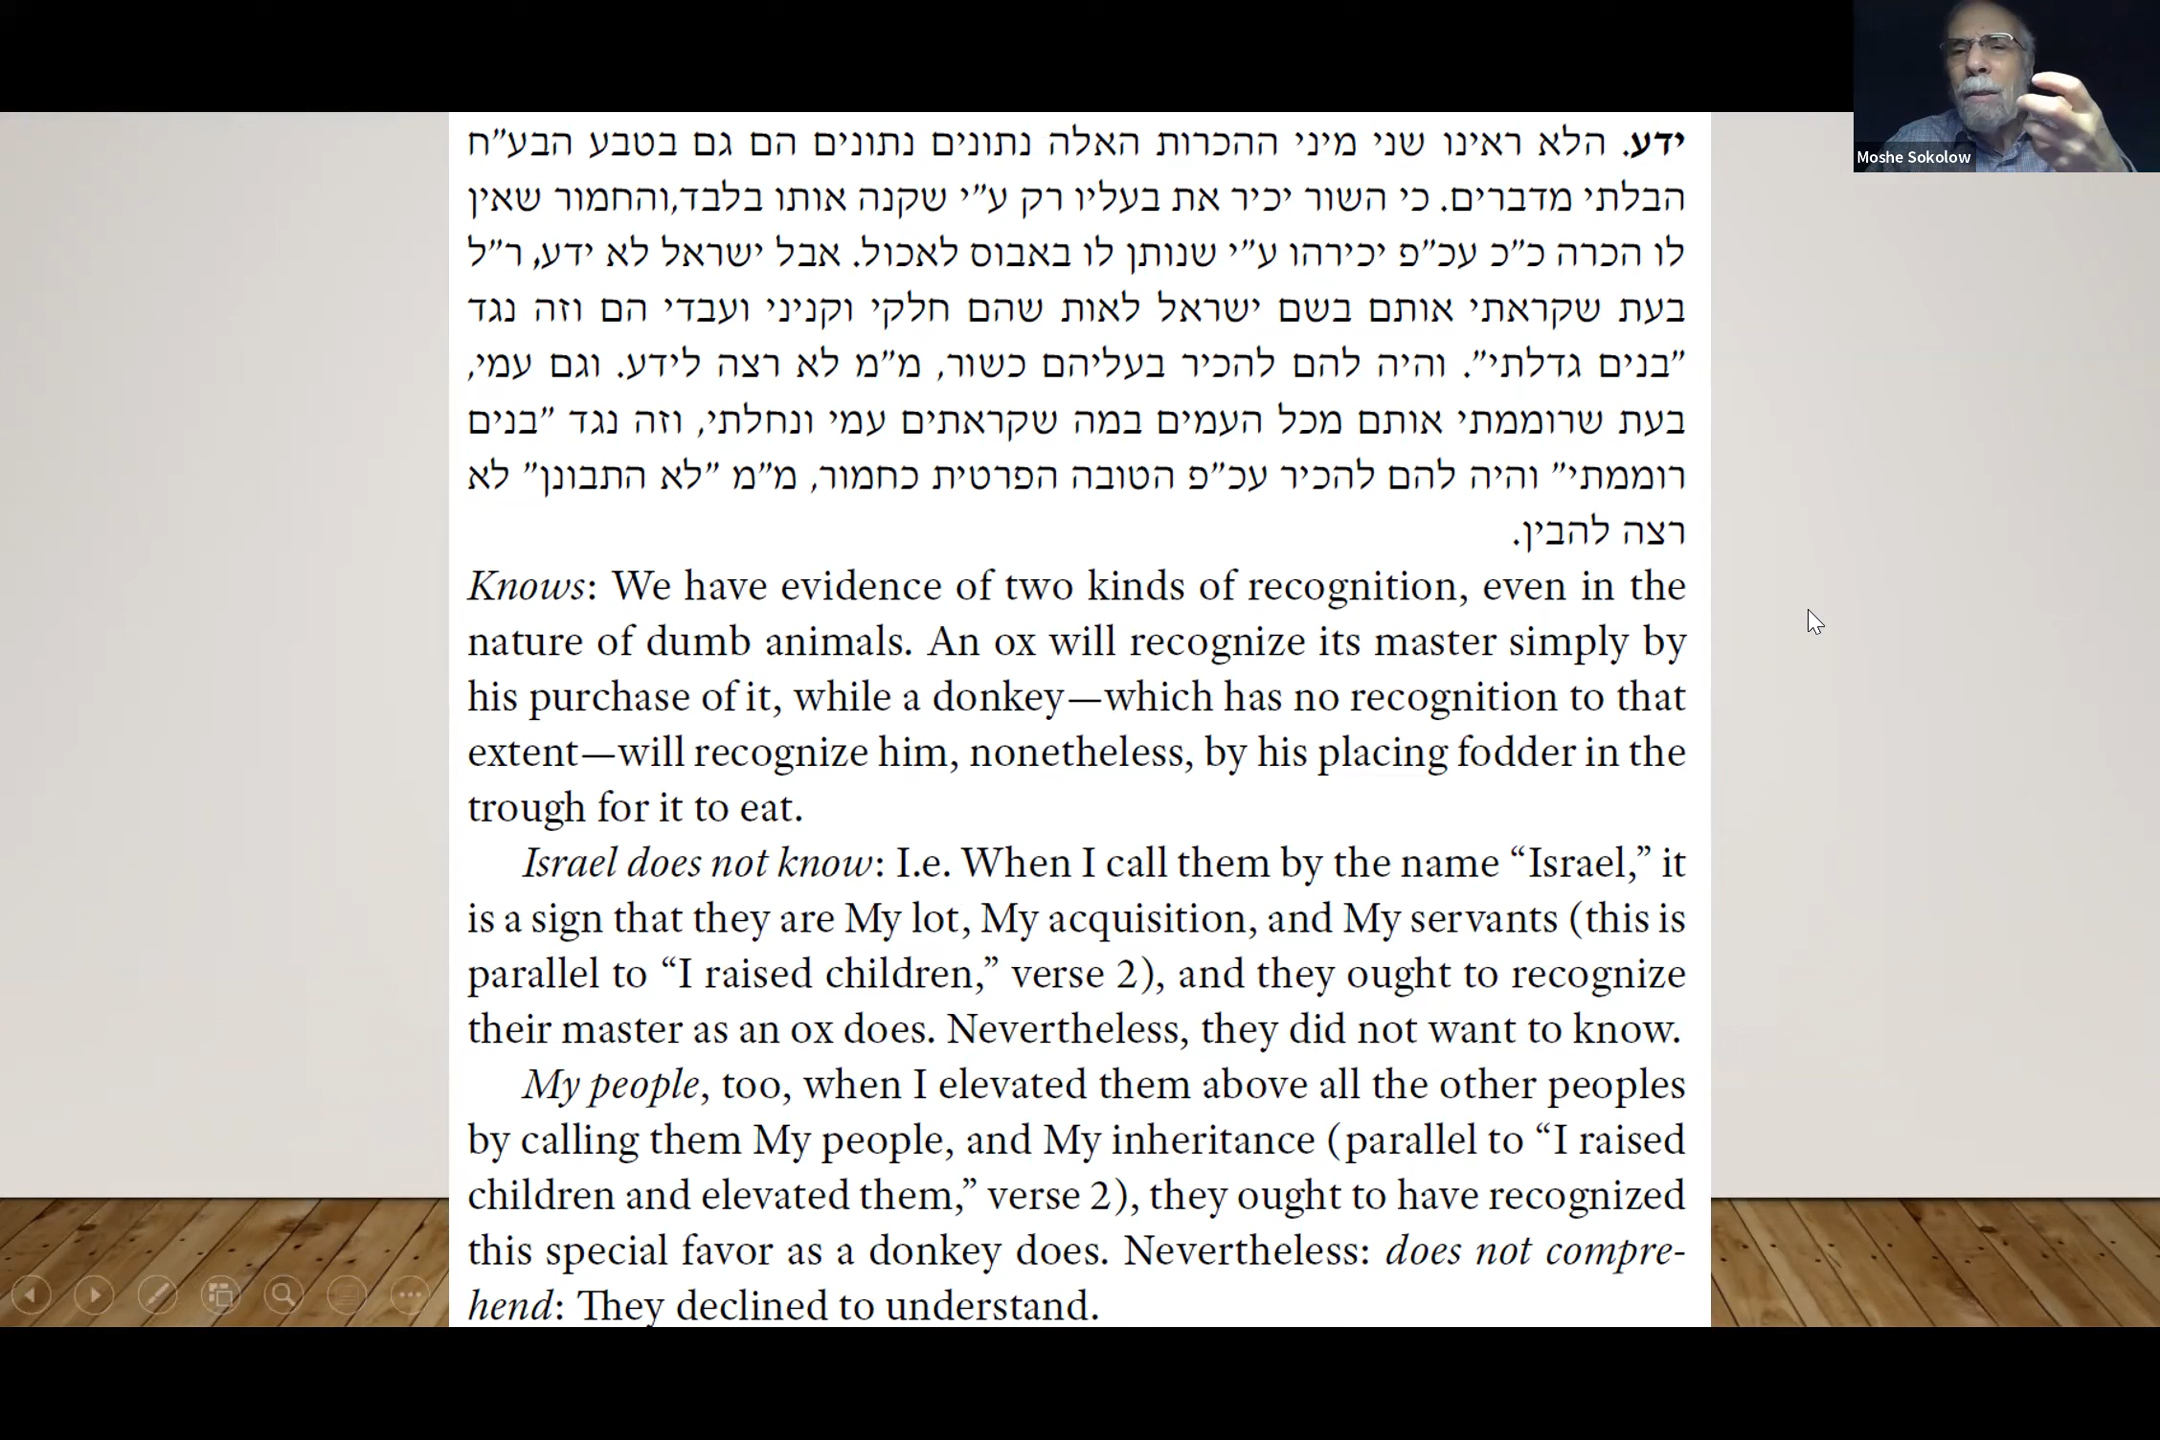 Moshe Sokolow
ידע. הלא ראינו שני מיני ההכרות האלה נתונים נתונים הם גם בטבע הבע״ח
הבלתי מדברים. כי השור יכיר את בעליו רק ע״י שקנה אותו בלבד,והחמור שאין
לו הכרה כ״כ עכ״פ יכירהו ע״י שנותן לו באבוס לאכול. אבל ישראל לא ידע, ר״ל
בעת שקראתי אותם בשם ישראל לאות שהם חלקי וקניני ועבדי הם וזה נגד
״בנים גדלתי״. והיה להם להכיר בעליהם כשור, מ״מ לא רצה לידע. וגם עמי,
בעת שרוממתי אותם מכל העמים במה שקראתים עמי ונחלתי, וזה נגד ״בנים
רוממתי״ והיה להם להכיר עכ״פ הטובה הפרטית כחמור, מ״מ ״לא התבונן״ לא
רצה להבין.
Knows: We have evidence of two kinds of recognition, even in the
nature of dumb animals. An ox will recognize its master simply by
his purchase of it, while a donkey—which has no recognition to that
extent—will recognize him, nonetheless, by his placing fodder in the
trough for it to eat.
Israel does not know: I.e. When I call them by the name “Israel,” it
is a sign that they are My lot, My acquisition, and My servants (this is
parallel to “I raised children,” verse 2), and they ought to recognize
their master as an ox does. Nevertheless, they did not want to know.
My people, too, when I elevated them above all the other peoples
by calling them My people, and My inheritance (parallel to “I raised
children and elevated them,” verse 2), they ought to have recognized
this special favor as a donkey does. Nevertheless: does not compre-
hend: They declined to understand.